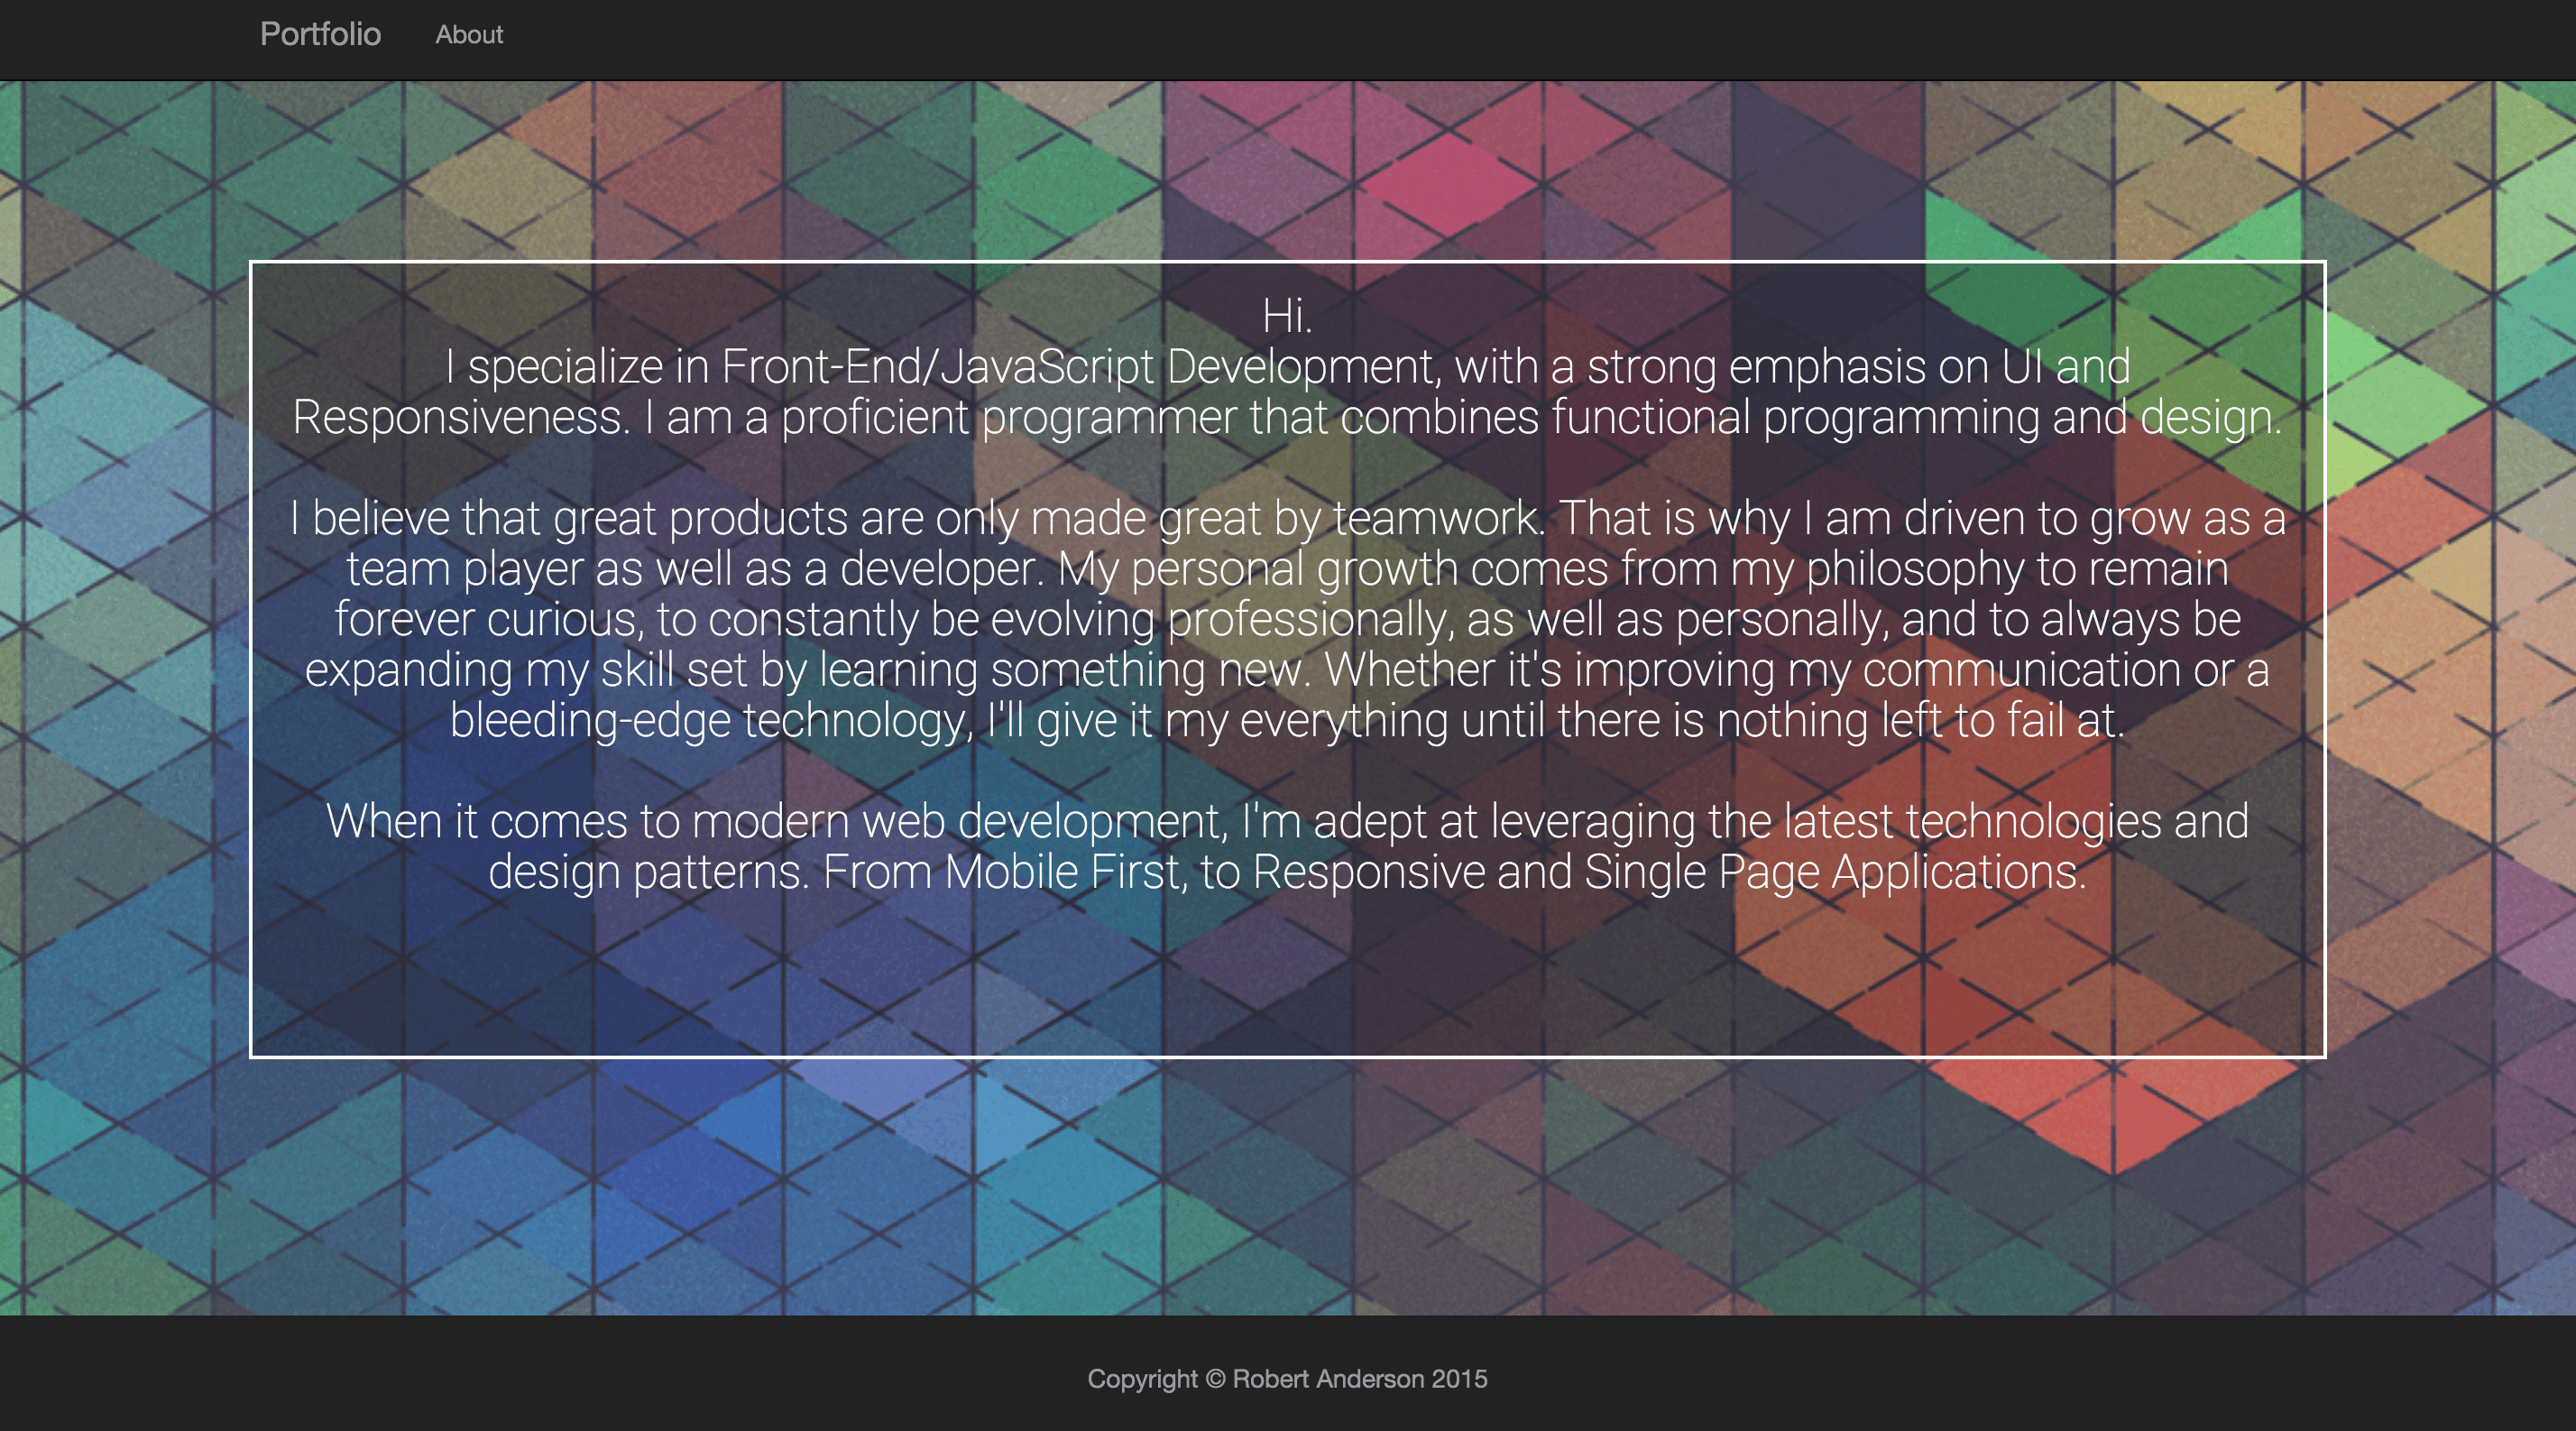 Portfolio About
Hi.
I specialize in Front-End/JavaScript Development, with a strong emphasis on UI and
Responsiveness. I am a proficient programmer that combines functional programming and design.
I believe that great products are only made great by teamwork. That is why I am driven to grow as a
team player as well as a developer. My personal growth comes from my philosophy to remain
forever curious, to constantly be evolving professionally, as well as personally, and to always be
expanding my skill set by learning something new. Whether it's improving my communication or a
bleeding-edge technology, I'll give it my everything until there is nothing left to fail at.
When it comes to modern web development, I'm adept at leveraging the latest technologies and
design patterns. From Mobile First, to Responsive and Single Page Applications.
Copyright © Robert Anderson 2015